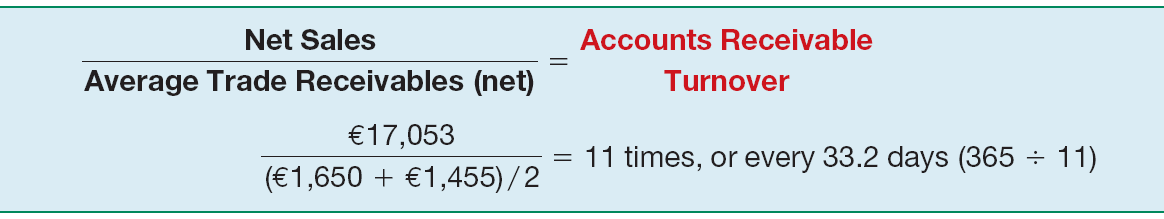 Net Sales
Average Trade Receivables (net)
=
Accounts Receivable
Turnover
€17,053
(€1,650 + €1,455)/2
= 11 times, or every 33.2 days (365 ÷ 11)